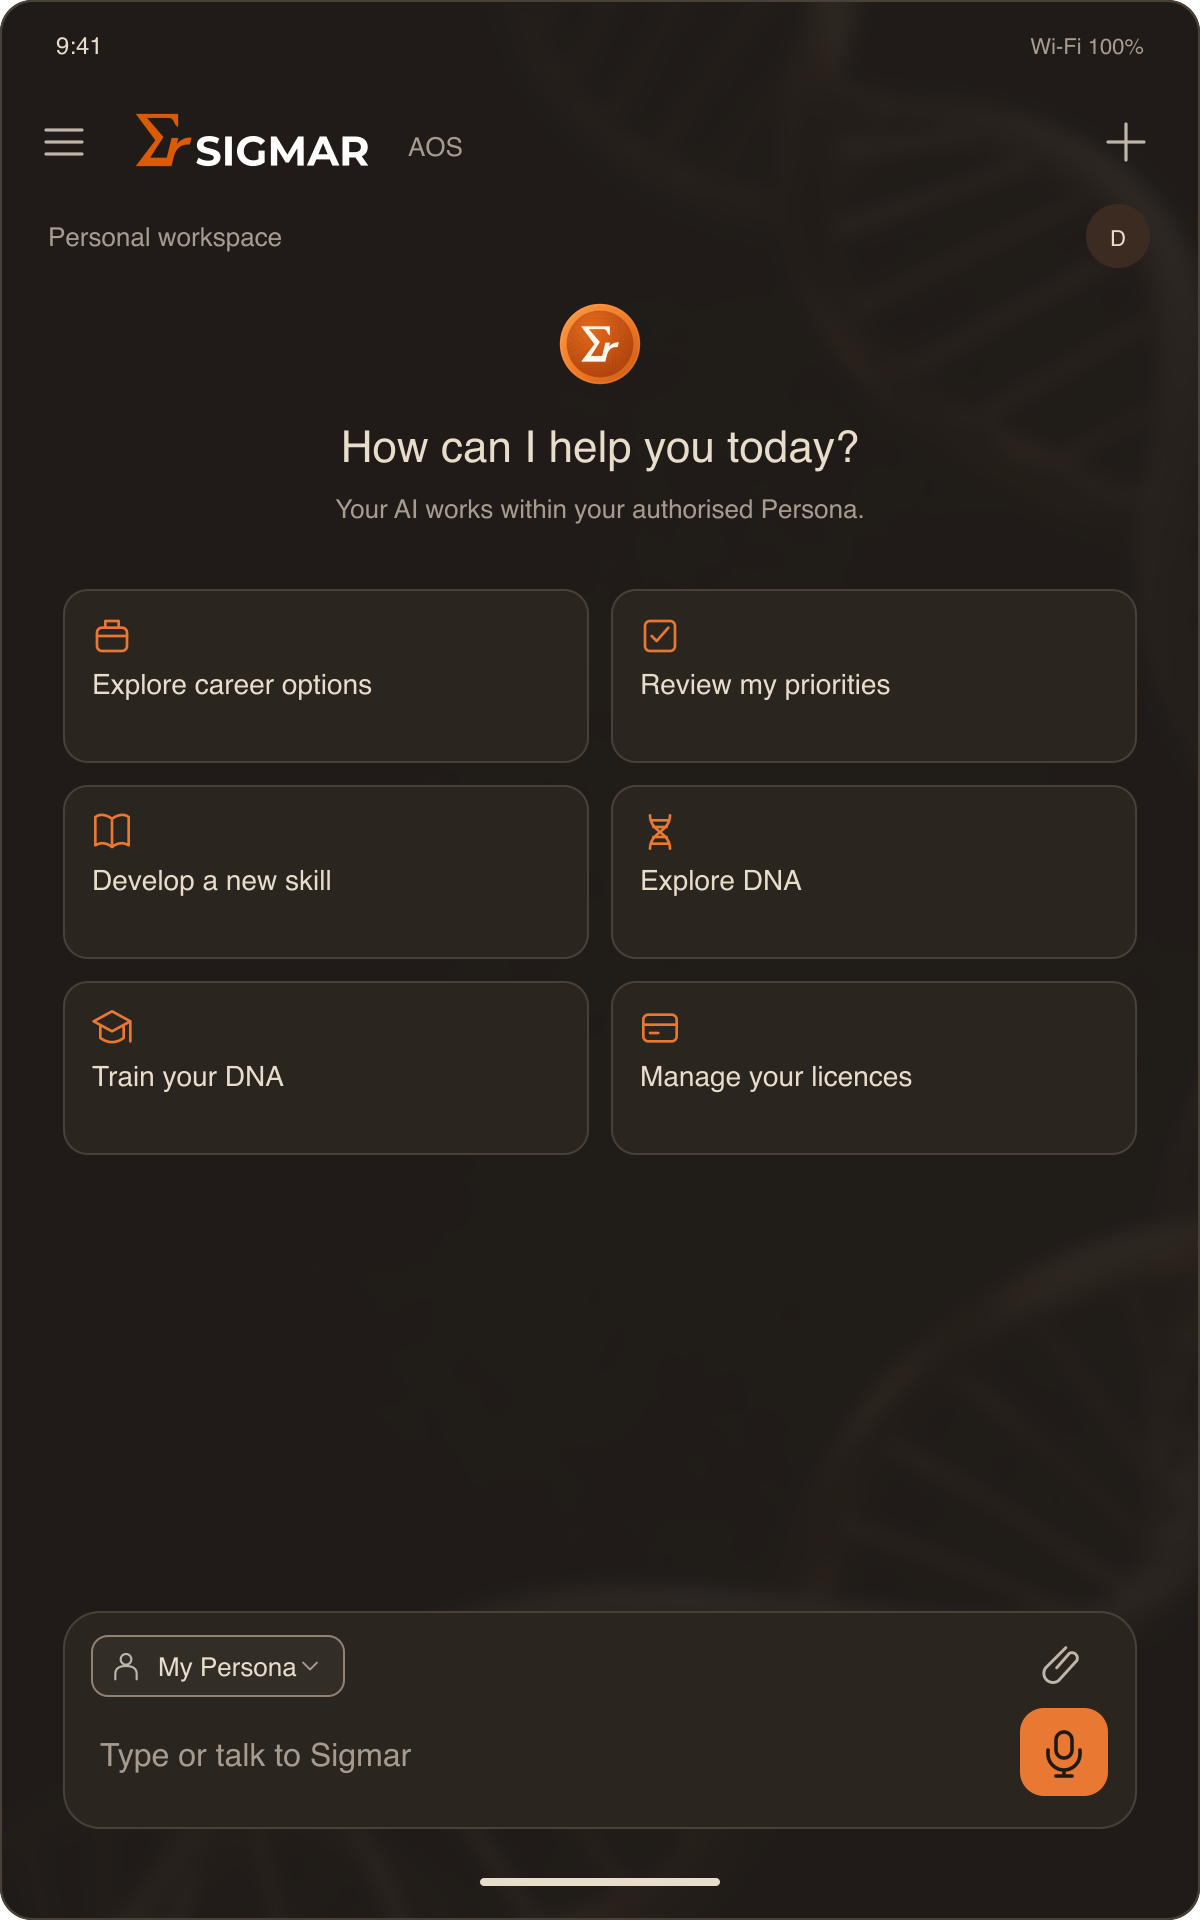 9:41 Wi-Fi 100%
Σr SIGMAR AOS
Personal workspace D
Σr
How can I help you today?
Your AI works within your authorised Persona.
Explore career options
Review my priorities
Develop a new skill
Explore DNA
Train your DNA
Manage your licences
My Persona
Type or talk to Sigmar